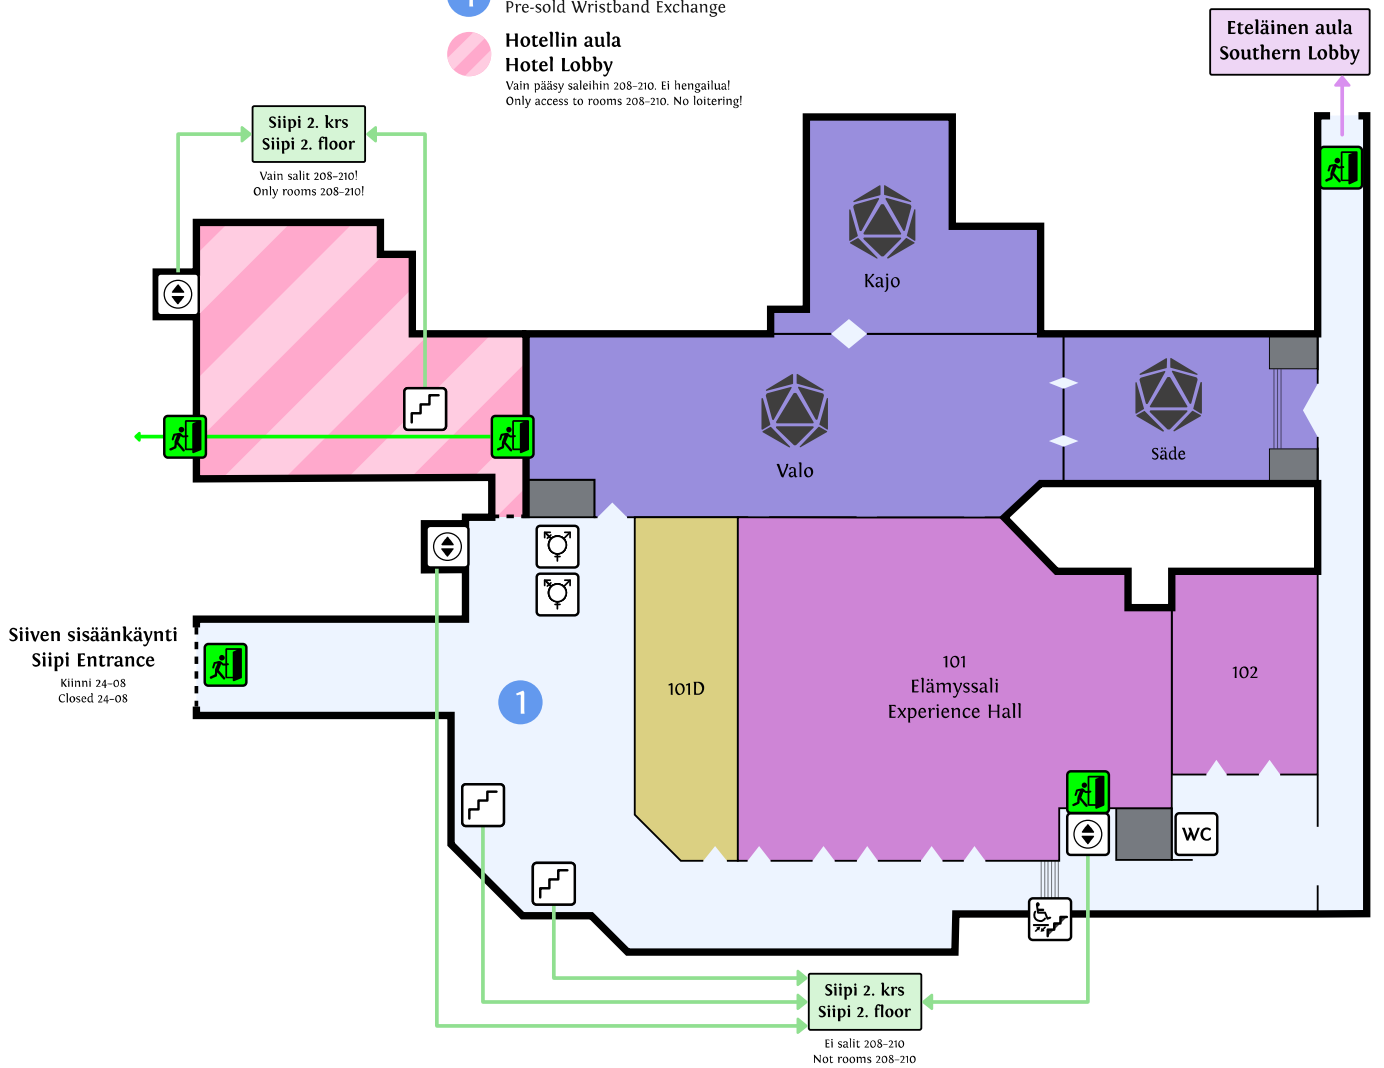 Pre-sold Wristband Exchange
Hotellin aula
Hotel Lobby
Vain pääsy saleihin 208-210. Ei hengailua!
Only access to rooms 208-210. No loitering!
Eteläinen aula
Southern Lobby
Siipi 2. krs
Siipi 2. floor
Vain salit 208-210!
Only rooms 208-210!
Kajo
Valo
Säde
Siiven sisäänkäynti
Siipi Entrance
Kiinni 24-08
Closed 24-08
1
101D
101
Elämyssali
Experience Hall
102
WC
Siipi 2. krs
Siipi 2. floor
Ei salit 208-210
Not rooms 208-210